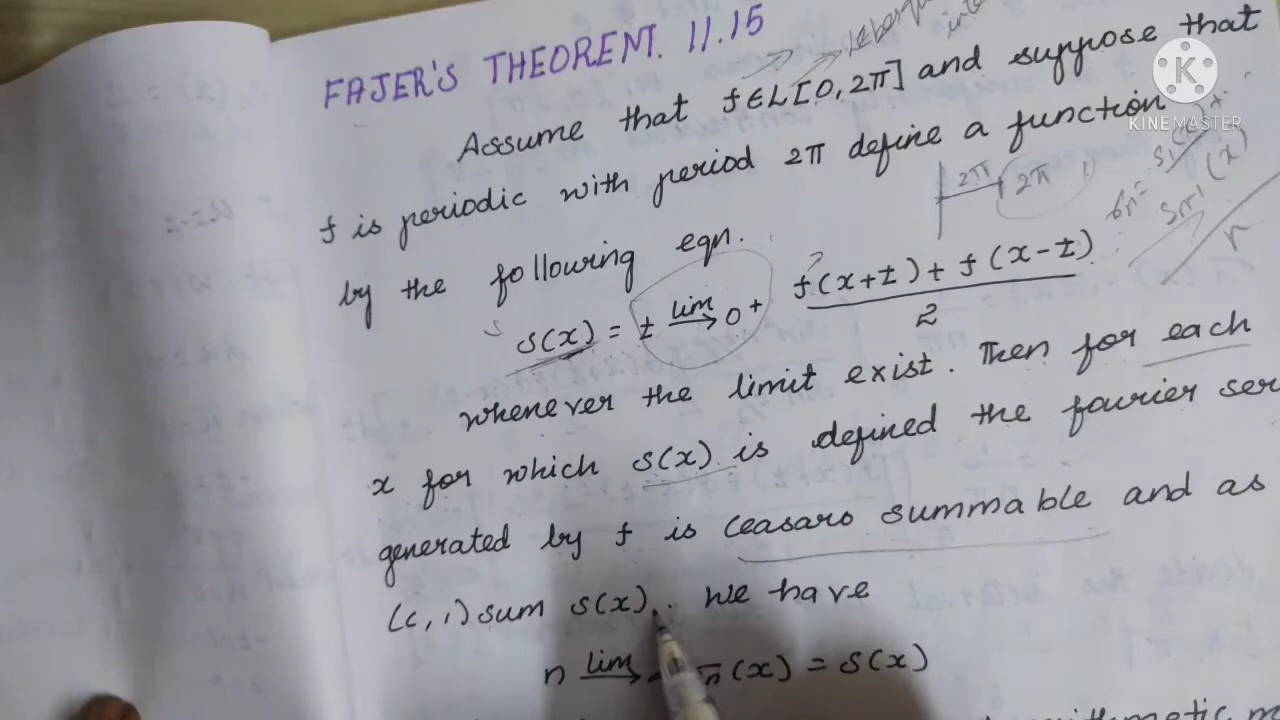 FAJER'S THEOREM. 11.15
Assume that f∈L[0, 2π] and suppose that
f is periodic with period 2π define a function
by the following eqn.
s(x) = t lim→ 0+ f(x+t) + f(x-t) / 2
whenever the limit exist. Then for each
x for which s(x) is defined the fourier ser
generated by f is ceasaro summable and as
(c, 1) sum s(x). We have
n lim→ n(x) = s(x)
2π 2π
KINEMASTER